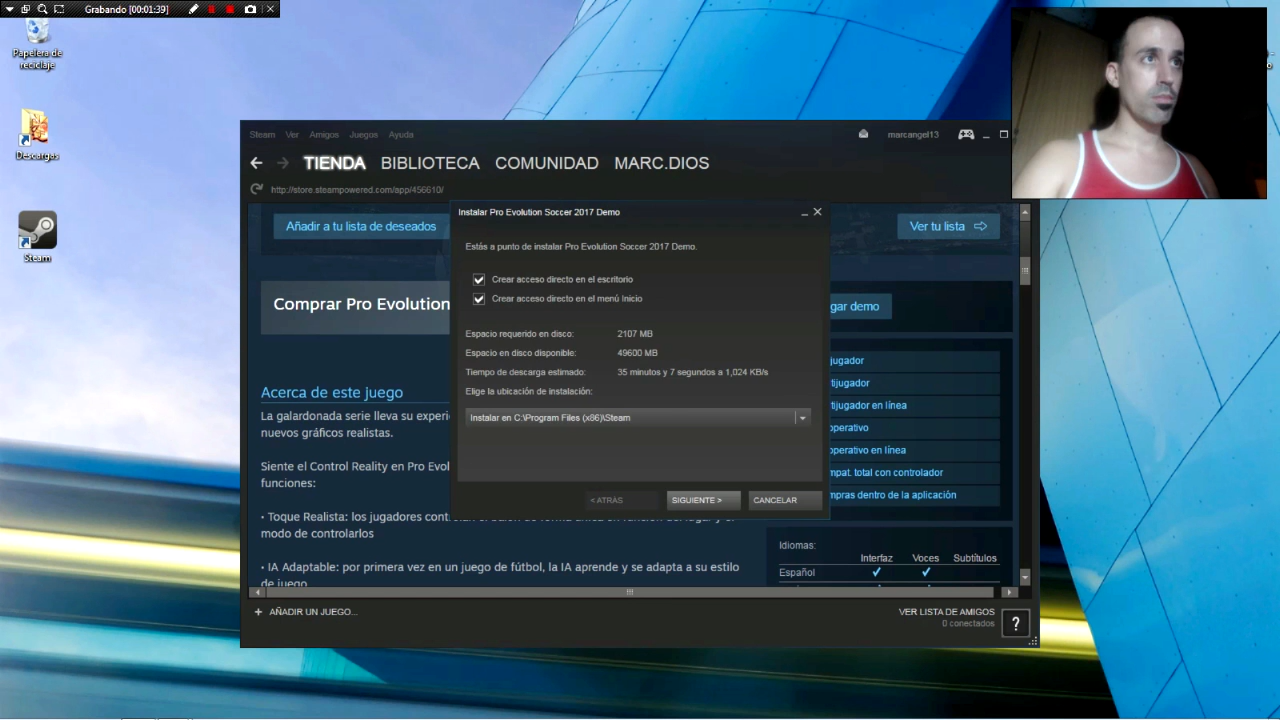 Grabando [00:01:39]
Papelera de
reciclaje
Descargas
Steam
Steam Ver Amigos Juegos Ayuda
marcangel13
TIENDA BIBLIOTECA COMUNIDAD MARC.DIOS
http://store.steampowered.com/app/456610/
Añadir a tu lista de deseados
Ver tu lista
Instalar Pro Evolution Soccer 2017 Demo
Estás a punto de instalar Pro Evolution Soccer 2017 Demo.
Crear acceso directo en el escritorio
Crear acceso directo en el menú Inicio
Espacio requerido en disco: 2107 MB
Espacio en disco disponible: 49600 MB
Tiempo de descarga estimado: 35 minutos y 7 segundos a 1,024 KB/s
Elige la ubicación de instalación:
Instalar en C:\Program Files (x86)\Steam
< ATRÁS SIGUIENTE > CANCELAR
Comprar Pro Evolution
gar demo
jugador
tijugador
tijugador en línea
operativo
operativo en línea
mpat. total con controlador
mpras dentro de la aplicación
Acerca de este juego
La galardonada serie lleva su experi
nuevos gráficos realistas.
Siente el Control Reality en Pro Evol
funciones:
• Toque Realista: los jugadores cont
modo de controlarlos
• IA Adaptable: por primera vez en un juego de fútbol, la IA aprende y se adapta a su estilo
de juego
Idiomas:
Interfaz Voces Subtítulos
Español
+ AÑADIR UN JUEGO...
VER LISTA DE AMIGOS
0 conectados
?